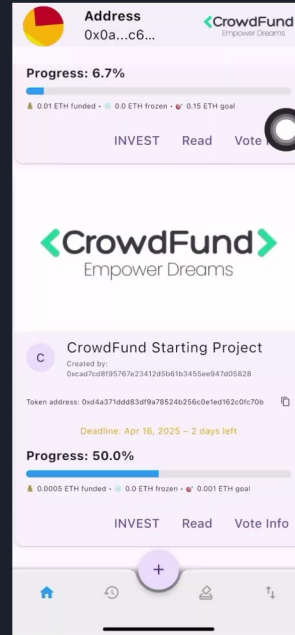 Address
0x0a...c6...
CrowdFund
Empower Dreams
Progress: 6.7%
0.01 ETH funded • 0.0 ETH frozen • 0.15 ETH goal
INVEST Read Vote
CrowdFund
Empower Dreams
C
CrowdFund Starting Project
Created by:
0xcad7cd8f95767e23412d5b61b3455ee947d05828
Token address: 0xd4a371ddd83df9a78524b256c0e1ed162c0fc70b
Deadline: Apr 16, 2025 – 2 days left
Progress: 50.0%
0.0005 ETH funded • 0.0 ETH frozen • 0.001 ETH goal
INVEST Read Vote Info
+